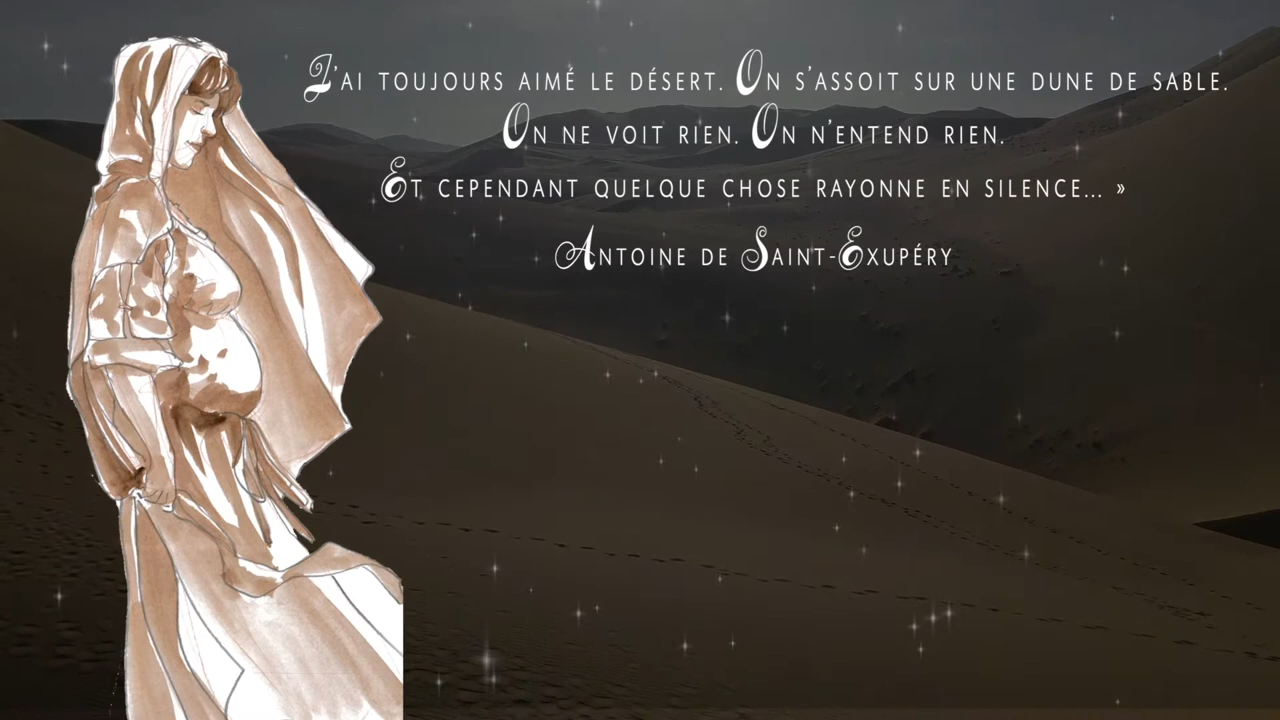 J'ai toujours aimé le désert. On s'assoit sur une dune de sable.
On ne voit rien. On n'entend rien.
Et cependant quelque chose rayonne en silence... »
Antoine de Saint-Exupéry